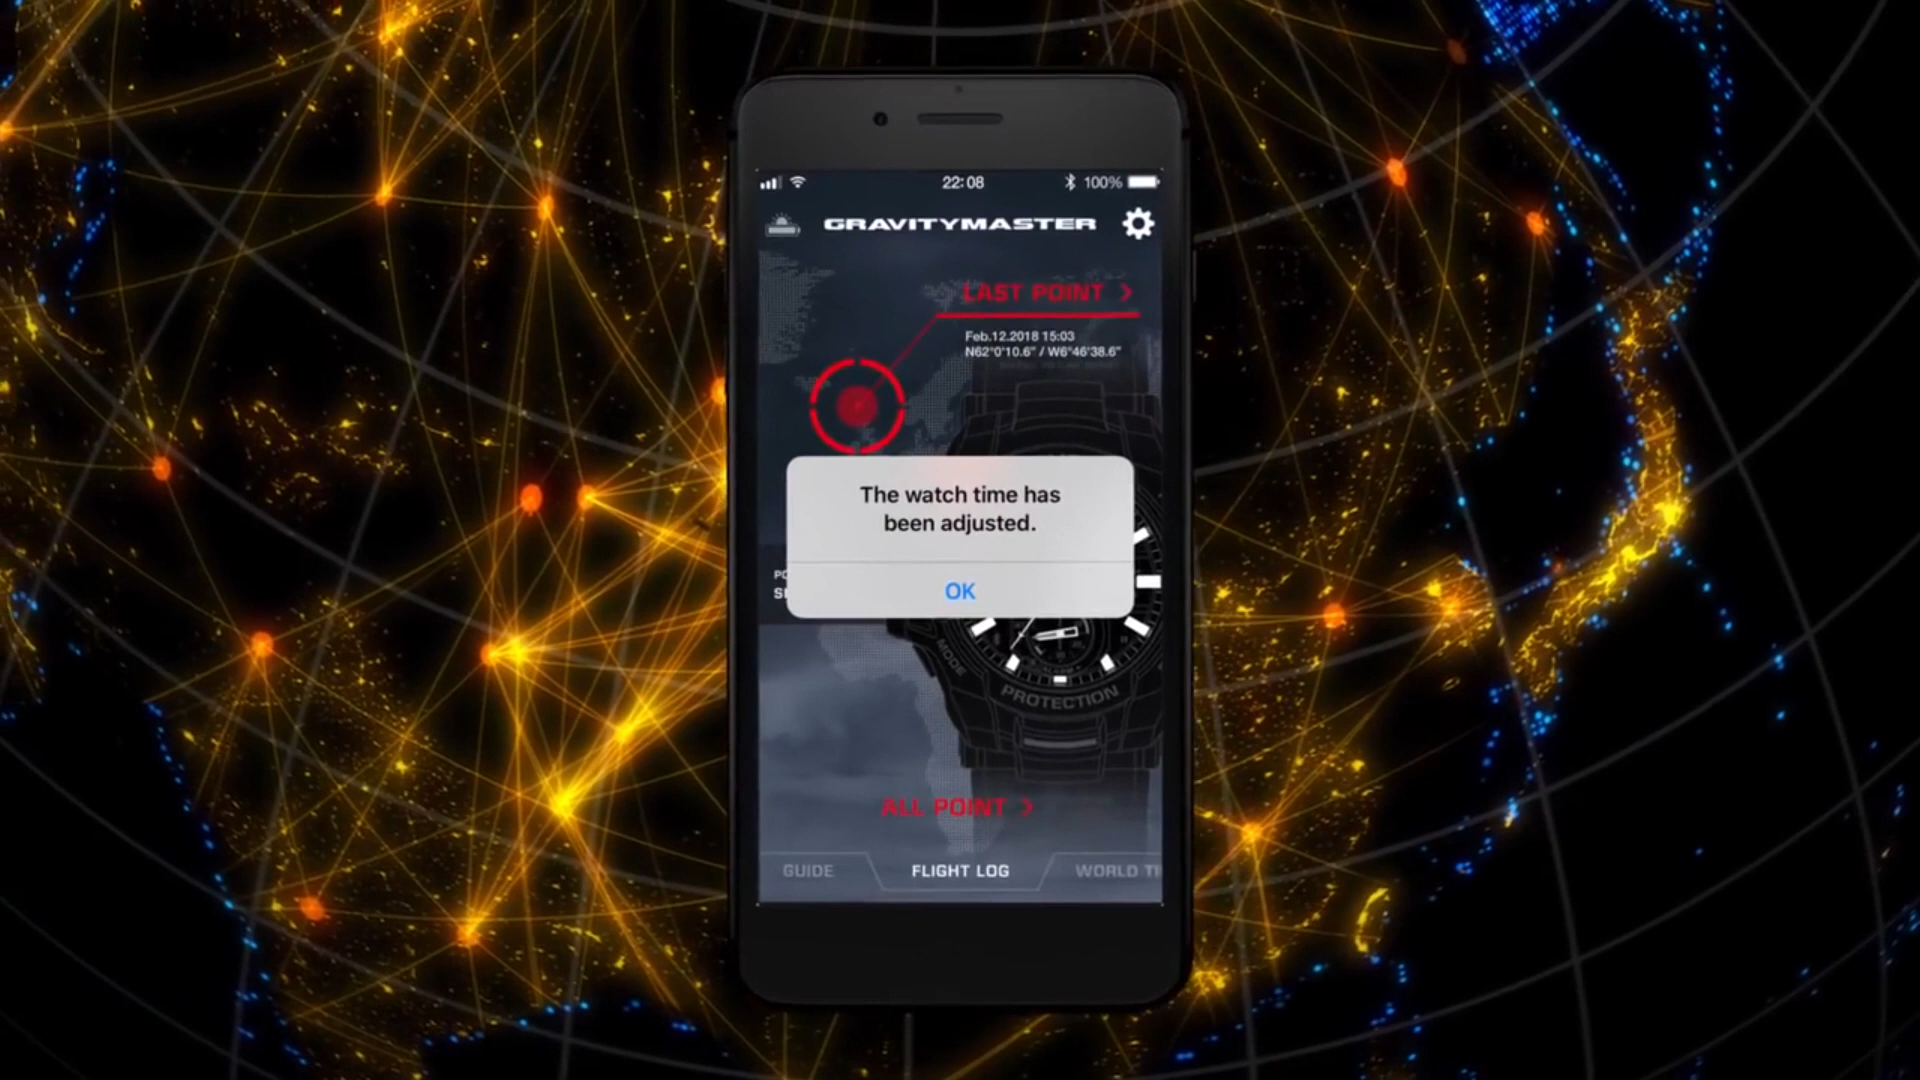 22:08
100%
GRAVITYMASTER
LAST POINT >
Feb.12.2018 15:03
N62°0'10.6" / W6°46'38.6"
The watch time has
been adjusted.
OK
MODE
PROTECTION
ALL POINT >
GUIDE
FLIGHT LOG
WORLD